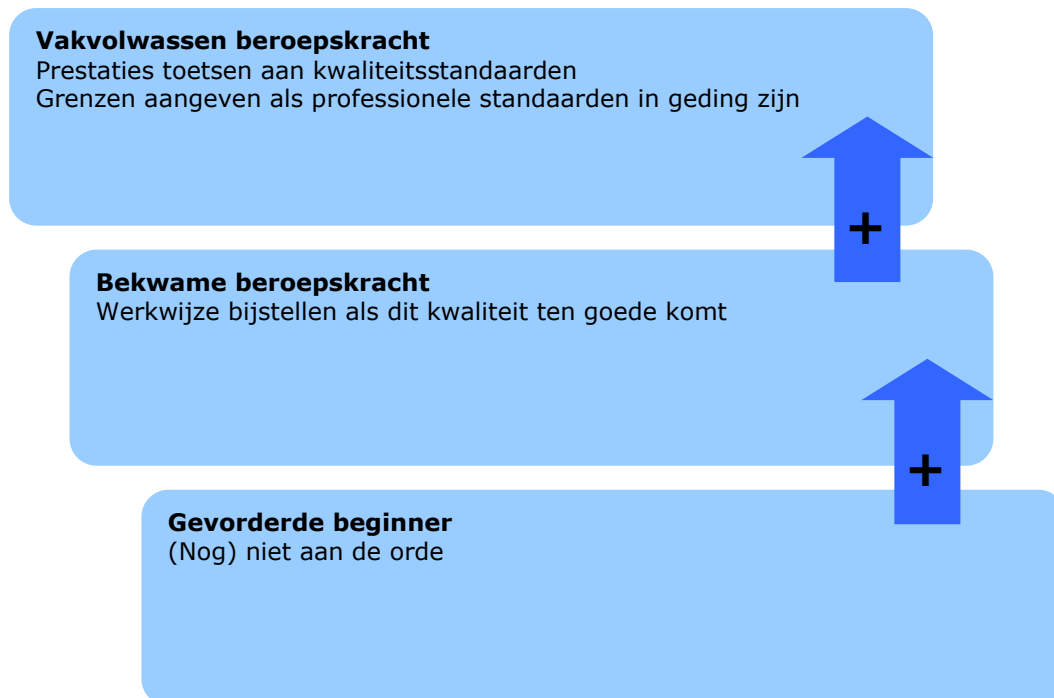 Vakvolwassen beroepskracht
Prestaties toetsen aan kwaliteitsstandaarden
Grenzen aangeven als professionele standaarden in geding zijn
+
Bekwame beroepskracht
Werkwijze bijstellen als dit kwaliteit ten goede komt
+
Gevorderde beginner
(Nog) niet aan de orde